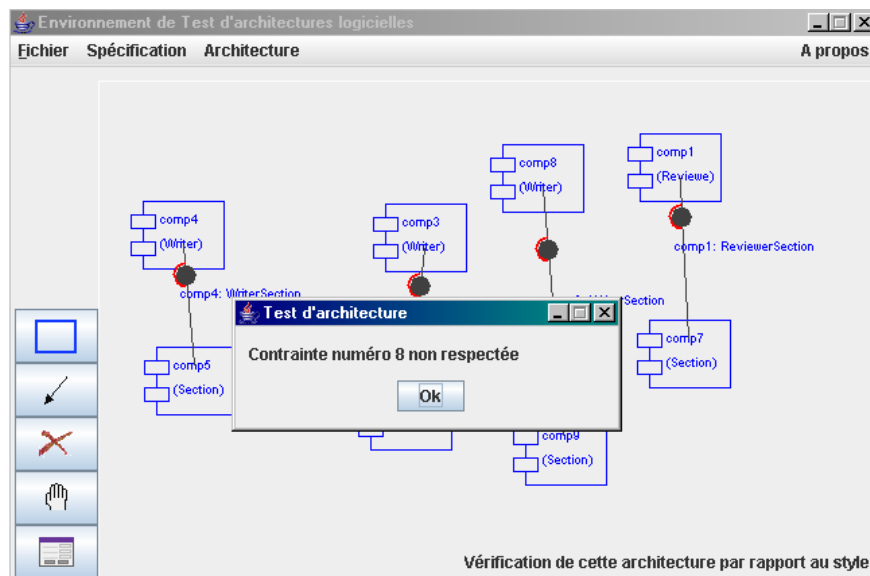 Environnement de Test d'architectures logicielles
Fichier Spécification Architecture A propos
comp1
(Reviewe)
comp8
(Writer)
comp4
(Writer)
comp3
(Writer)
comp1: ReviewerSection
comp4: WriterSection
Section
Test d'architecture
Contrainte numéro 8 non respectée
Ok
comp7
(Section)
comp5
(Section)
comp9
(Section)
Vérification de cette architecture par rapport au style